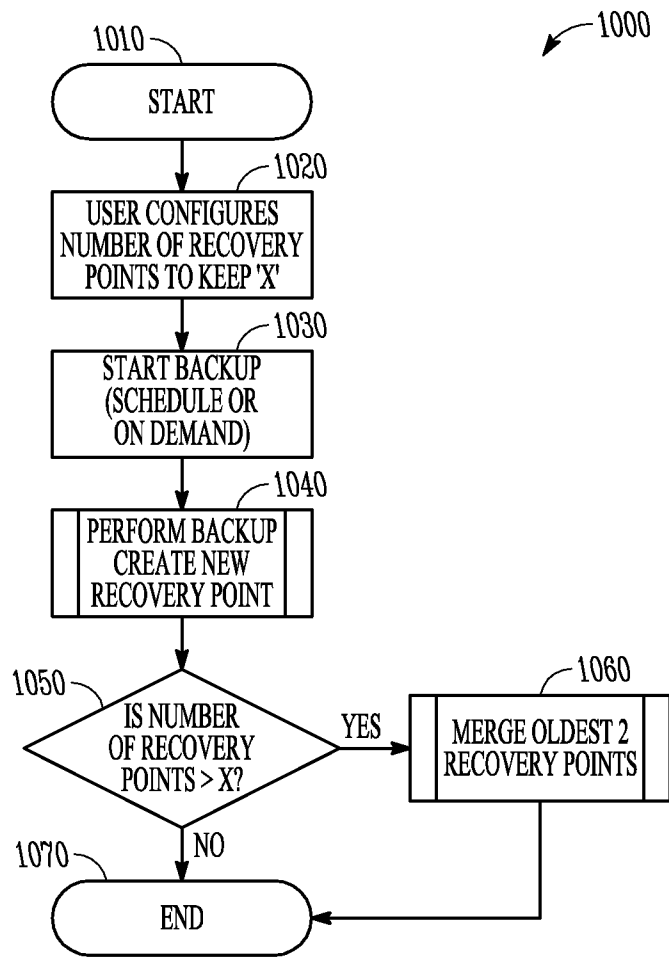 1000
1010
START
1020
USER CONFIGURES
NUMBER OF RECOVERY
POINTS TO KEEP 'X'
1030
START BACKUP
(SCHEDULE OR
ON DEMAND)
1040
PERFORM BACKUP
CREATE NEW
RECOVERY POINT
1050
IS NUMBER
OF RECOVERY
POINTS > X?
YES
1060
MERGE OLDEST 2
RECOVERY POINTS
NO
1070
END